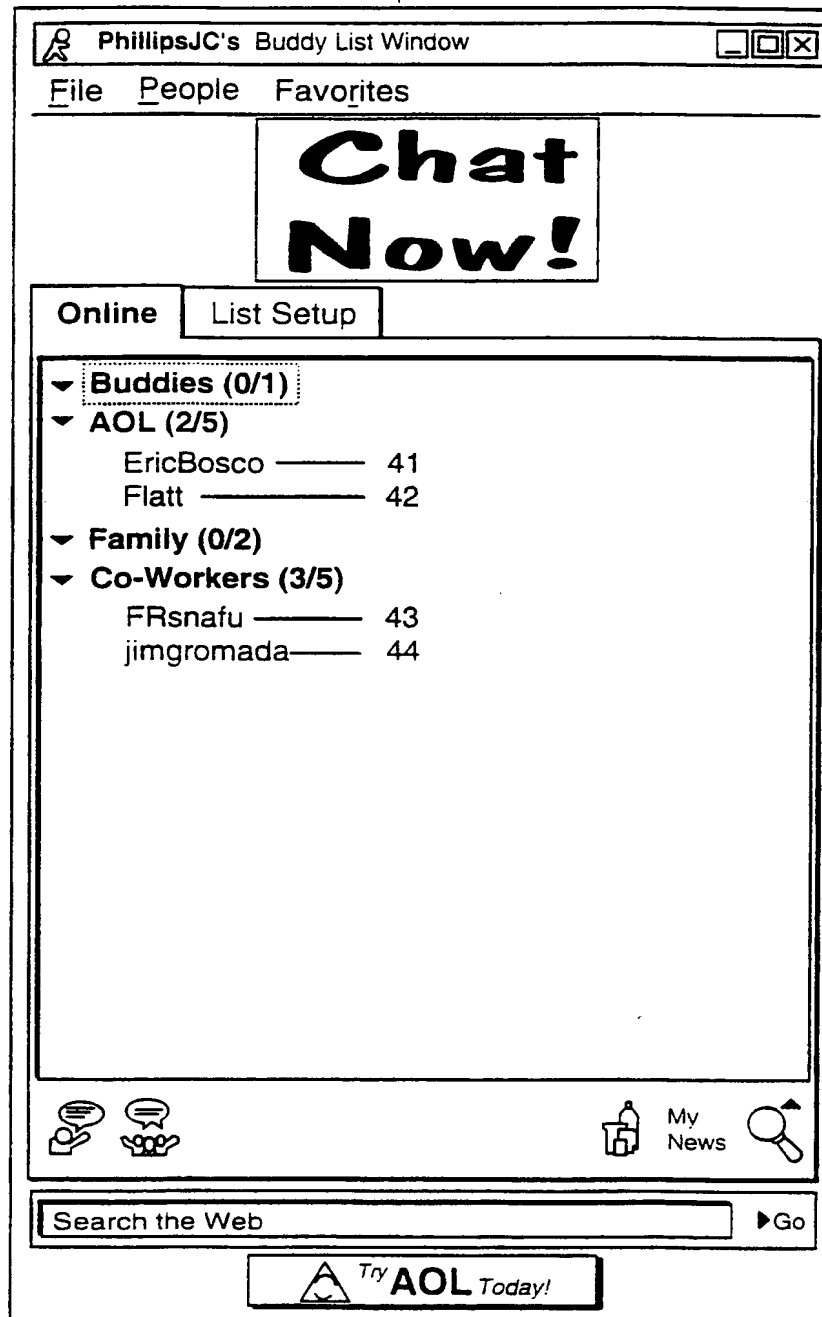 PhillipsJC's Buddy List Window
File People Favorites
Chat
Now!
Online List Setup
Buddies (0/1)
AOL (2/5)
EricBosco 41
Flatt 42
Family (0/2)
Co-Workers (3/5)
FRsnafu 43
jimgromada 44
My
News
Search the Web Go
Try AOL Today!